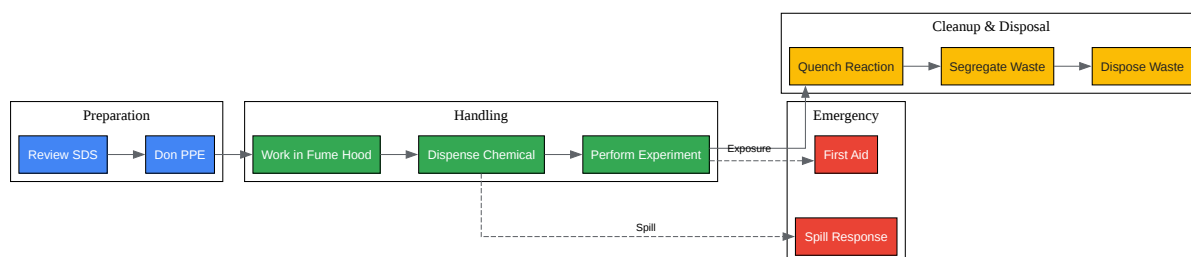 Cleanup & Disposal
Quench Reaction
Segregate Waste
Dispose Waste
Preparation
Review SDS
Don PPE
Handling
Work in Fume Hood
Dispense Chemical
Perform Experiment
Exposure
Emergency
First Aid
Spill
Spill Response